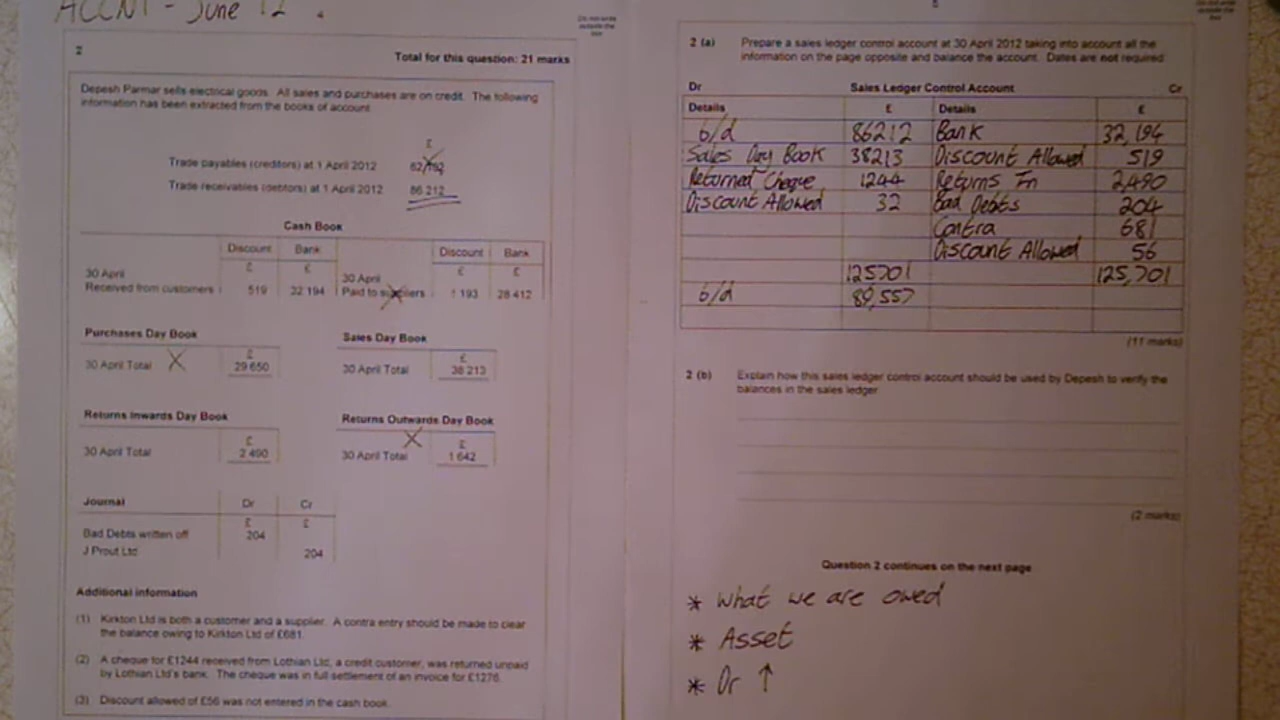 ACCN1 - June 12
2
Total for this question: 21 marks
Depesh Parmar sells electrical goods. All sales and purchases are on credit. The following
information has been extracted from the books of account.
£
Trade payables (creditors) at 1 April 2012
Trade receivables (debtors) at 1 April 2012 86 212
Cash Book
Discount Bank Discount Bank
£ £ £ £
30 April 30 April
Received from customers 519 32 194 Paid to suppliers 1 193 28 412
Purchases Day Book
£
30 April Total 29 650
Sales Day Book
£
30 April Total 38 213
Returns Inwards Day Book
£
30 April Total 2 490
Returns Outwards Day Book
£
30 April Total 1 642
Journal Dr Cr
£ £
Bad Debts written off 204
J Prout Ltd 204
Additional information
(1) Kirkton Ltd is both a customer and a supplier. A contra entry should be made to clear
the balance owing to Kirkton Ltd of £681.
(2) A cheque for £1244 received from Lothian Ltd, a credit customer, was returned unpaid
by Lothian Ltd's bank. The cheque was in full settlement of an invoice for £1276.
(3) Discount allowed of £56 was not entered in the cash book.
2 (a) Prepare a sales ledger control account at 30 April 2012 taking into account all the
information on the page opposite and balance the account. Dates are not required.
Dr Sales Ledger Control Account Cr
Details £ Details £
b/d 86212 Bank 32,194
Sales Day Book 38213 Discount Allowed 519
Returned Cheque 1244 Returns In 2,490
Discount Allowed 32 Bad Debts 204
Contra 681
Discount Allowed 56
125701 125,701
b/d 89,557
(11 marks)
2 (b) Explain how this sales ledger control account should be used by Depesh to verify the
balances in the sales ledger.
(2 marks)
Question 2 continues on the next page
* What we are owed
* Asset
* Dr ↑